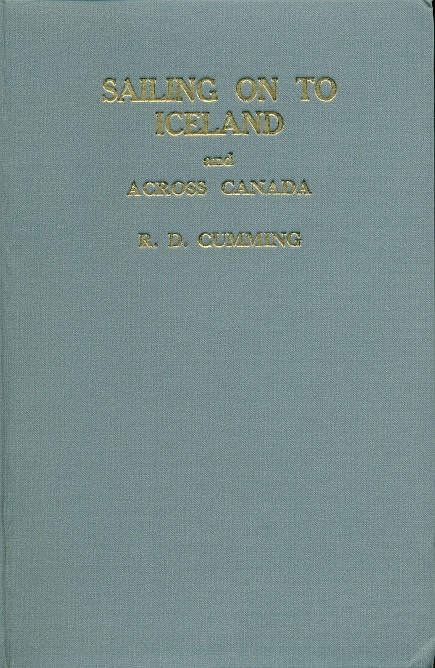 SAILING ON TO
ICELAND
and
ACROSS CANADA
R. D. CUMMING